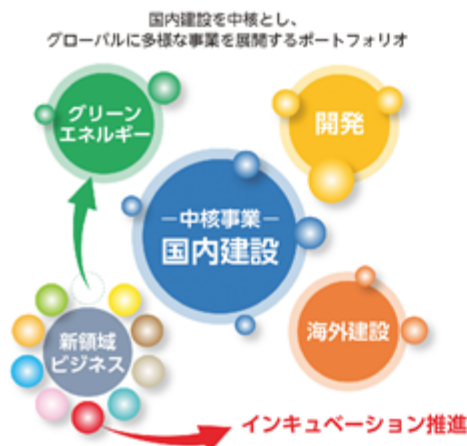 国内建設を中核とし、
グローバルに多様な事業を展開するポートフォリオ
グリーン
エネルギー
開発
－中核事業－
国内建設
新領域
ビジネス
海外建設
インキュベーション推進